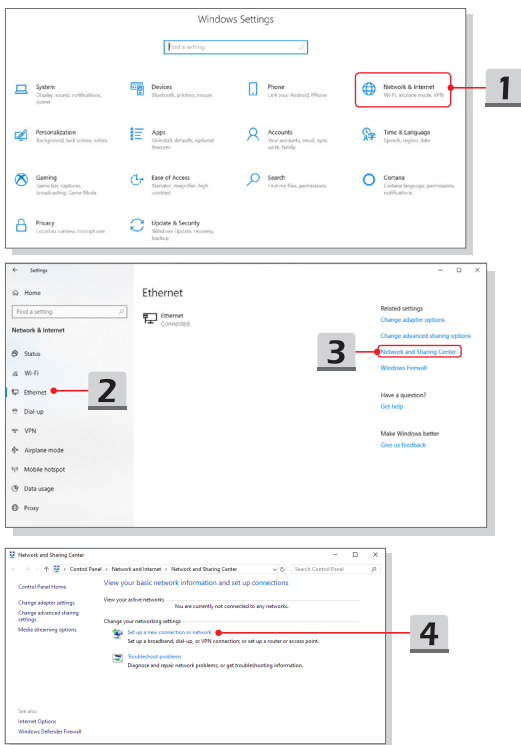 Windows Settings
Find a setting
System
Display, sound, notifications,
power
Devices
Bluetooth, printers, mouse
Phone
Link your Android, iPhone
Network & Internet
Wi-Fi, airplane mode, VPN
1
Personalization
Background, lock screen, colors
Apps
Uninstall, defaults, optional
features
Accounts
Your accounts, email, sync,
work, family
Time & Language
Speech, region, date
Gaming
Game bar, captures,
broadcasting, Game Mode
Ease of Access
Narrator, magnifier, high
contrast
Search
Find my files, permissions
Cortana
Cortana language, permissions,
notifications
Privacy
Location, camera, microphone
Update & Security
Windows Update, recovery,
backup
Settings
Home
Find a setting
Network & Internet
Status
Wi-Fi
Ethernet
2
Dial-up
VPN
Airplane mode
Mobile hotspot
Data usage
Proxy
Ethernet
Ethernet
Connected
Related settings
Change adapter options
Change advanced sharing options
3
Network and Sharing Center
Windows Firewall
Have a question?
Get help
Make Windows better
Give us feedback
Network and Sharing Center
Control Panel > Network and Internet > Network and Sharing Center
Search Control Panel
Control Panel Home
Change adapter settings
Change advanced sharing
settings
Media streaming options
View your basic network information and set up connections
View your active networks
You are currently not connected to any networks.
Change your networking settings
Set up a new connection or network
4
Set up a broadband, dial-up, or VPN connection; or set up a router or access point.
Troubleshoot problems
Diagnose and repair network problems, or get troubleshooting information.
See also
Internet Options
Windows Defender Firewall